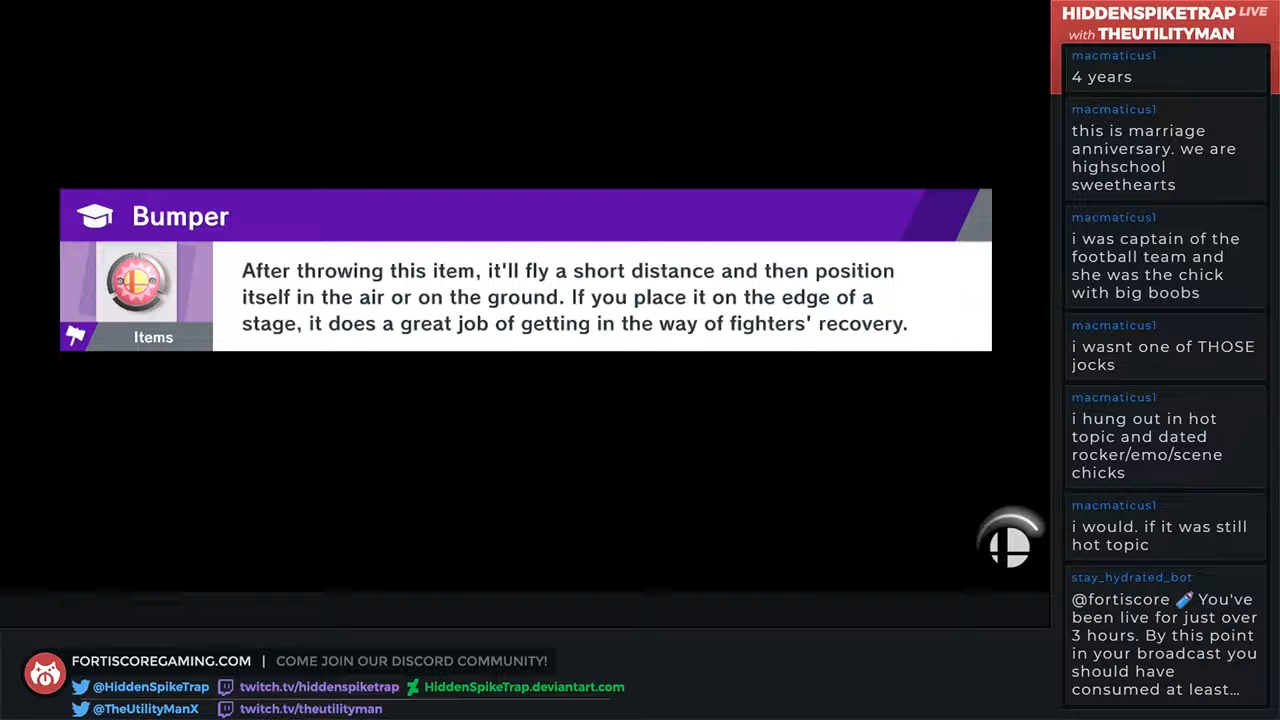 HIDDENSPIKETRAP LIVE
with THEUTILITYMAN
macmaticus1
4 years
macmaticus1
this is marriage
anniversary. we are
highschool
sweethearts
macmaticus1
i was captain of the
football team and
she was the chick
with big boobs
macmaticus1
i wasnt one of THOSE
jocks
macmaticus1
i hung out in hot
topic and dated
rocker/emo/scene
chicks
macmaticus1
i would. if it was still
hot topic
stay_hydrated_bot
@fortiscore You've
been live for just over
3 hours. By this point
in your broadcast you
should have
consumed at least...
Bumper
After throwing this item, it'll fly a short distance and then position
itself in the air or on the ground. If you place it on the edge of a
stage, it does a great job of getting in the way of fighters' recovery.
Items
FORTISCOREGAMING.COM | COME JOIN OUR DISCORD COMMUNITY!
@HiddenSpikeTrap twitch.tv/hiddenspiketrap HiddenSpikeTrap.deviantart.com
@TheUtilityManX twitch.tv/theutilityman